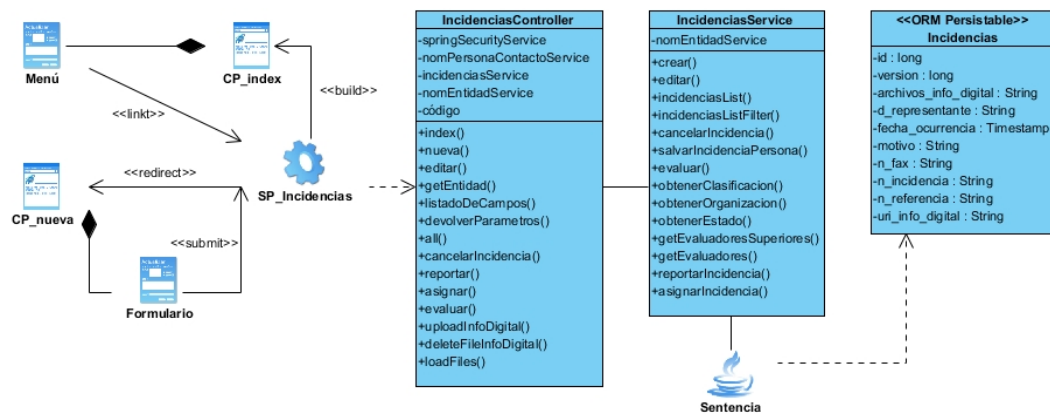 Menú
CP_index
<<build>>
<<linkt>>
SP_Incidencias
<<redirect>>
CP_nueva
<<submit>>
Formulario
IncidenciasController
-springSecurityService
-nomPersonaContactoService
-incidenciasService
-nomEntidadService
-código
+index()
+nueva()
+editar()
+getEntidad()
+listadoDeCampos()
+devolverParametros()
+all()
+cancelarIncidencia()
+reportar()
+asignar()
+evaluar()
+uploadInfoDigital()
+deleteFileInfoDigital()
+loadFiles()
IncidenciasService
-nomEntidadService
+crear()
+editar()
+incidenciasList()
+incidenciasListFilter()
+cancelarIncidencia()
+salvarIncidenciaPersona()
+evaluar()
+obtenerClasificacion()
+obtenerOrganizacion()
+obtenerEstado()
+getEvaluadoresSuperiores()
+getEvaluadores()
+reportarIncidencia()
+asignarIncidencia()
Sentencia
<<ORM Persistable>>
Incidencias
-id : long
-version : long
-archivos_info_digital : String
-d_representante : String
-fecha_ocurrencia : Timestamp
-motivo : String
-n_fax : String
-n_incidencia : String
-n_referencia : String
-uri_info_digital : String